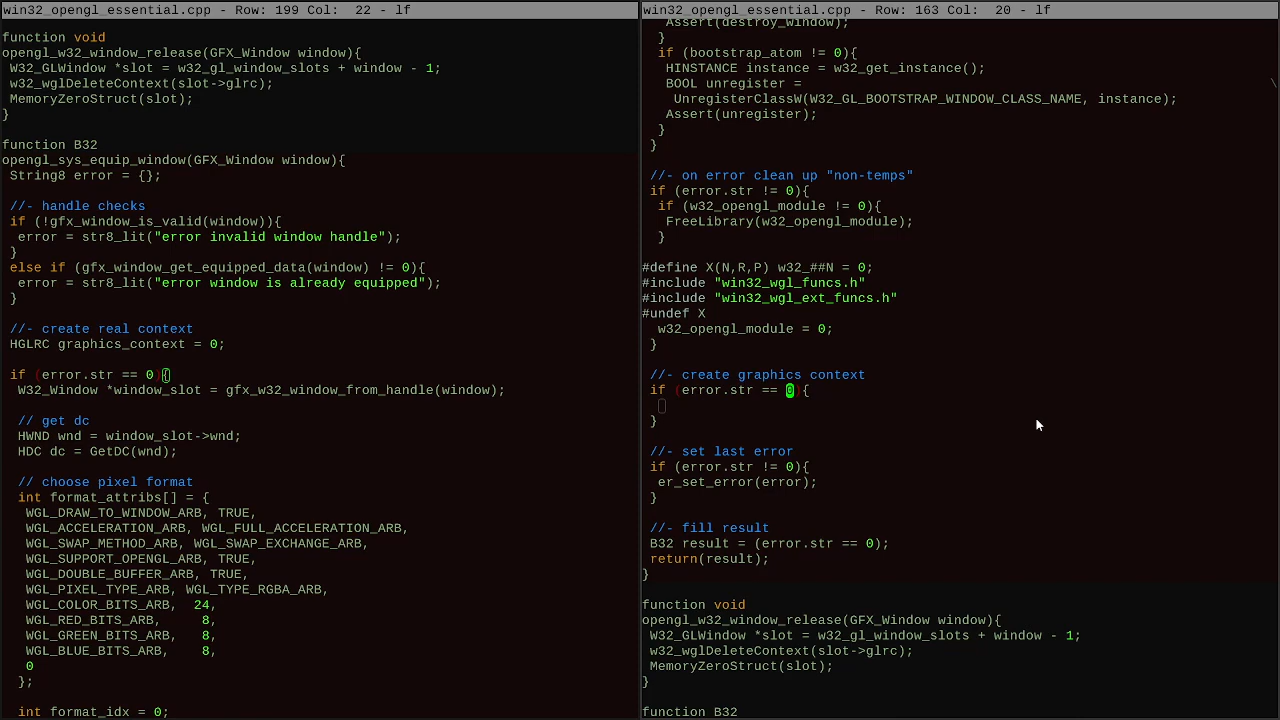 win32_opengl_essential.cpp - Row: 199 Col:  22 - lf
function void
opengl_w32_window_release(GFX_Window window){
 W32_GLWindow *slot = w32_gl_window_slots + window - 1;
 w32_wglDeleteContext(slot->glrc);
 MemoryZeroStruct(slot);
}
function B32
opengl_sys_equip_window(GFX_Window window){
 String8 error = {};
 //- handle checks
 if (!gfx_window_is_valid(window)){
  error = str8_lit("error invalid window handle");
 }
 else if (gfx_window_get_equipped_data(window) != 0){
  error = str8_lit("error window is already equipped");
 }
 //- create real context
 HGLRC graphics_context = 0;
 if (error.str == 0){
  W32_Window *window_slot = gfx_w32_window_from_handle(window);
  // get dc
  HWND wnd = window_slot->wnd;
  HDC dc = GetDC(wnd);
  // choose pixel format
  int format_attribs[] = {
   WGL_DRAW_TO_WINDOW_ARB, TRUE,
   WGL_ACCELERATION_ARB, WGL_FULL_ACCELERATION_ARB,
   WGL_SWAP_METHOD_ARB, WGL_SWAP_EXCHANGE_ARB,
   WGL_SUPPORT_OPENGL_ARB, TRUE,
   WGL_DOUBLE_BUFFER_ARB, TRUE,
   WGL_PIXEL_TYPE_ARB, WGL_TYPE_RGBA_ARB,
   WGL_COLOR_BITS_ARB,  24,
   WGL_RED_BITS_ARB,     8,
   WGL_GREEN_BITS_ARB,   8,
   WGL_BLUE_BITS_ARB,    8,
   0
  };
  int format_idx = 0;
win32_opengl_essential.cpp - Row: 163 Col:  20 - lf
   Assert(destroy_window);
  }
  if (bootstrap_atom != 0){
   HINSTANCE instance = w32_get_instance();
   BOOL unregister =
    UnregisterClassW(W32_GL_BOOTSTRAP_WINDOW_CLASS_NAME, instance);
   Assert(unregister);
  }
 }
 //- on error clean up "non-temps"
 if (error.str != 0){
  if (w32_opengl_module != 0){
   FreeLibrary(w32_opengl_module);
  }
#define X(N,R,P) w32_##N = 0;
#include "win32_wgl_funcs.h"
#include "win32_wgl_ext_funcs.h"
#undef X
  w32_opengl_module = 0;
 }
 //- create graphics context
 if (error.str == 0){
 }
 //- set last error
 if (error.str != 0){
  er_set_error(error);
 }
 //- fill result
 B32 result = (error.str == 0);
 return(result);
}
function void
opengl_w32_window_release(GFX_Window window){
 W32_GLWindow *slot = w32_gl_window_slots + window - 1;
 w32_wglDeleteContext(slot->glrc);
 MemoryZeroStruct(slot);
}
function B32